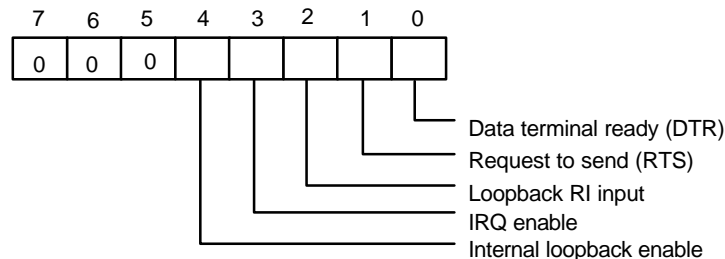 7 6 5 4 3 2 1 0
0 0 0
Data terminal ready (DTR)
Request to send (RTS)
Loopback RI input
IRQ enable
Internal loopback enable